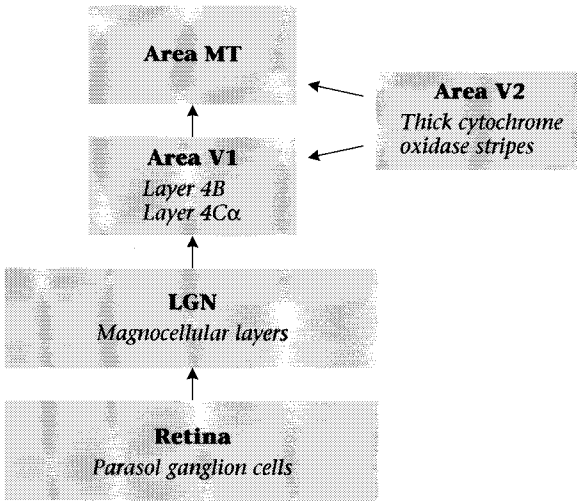 Area MT
Area V2
Thick cytochrome
oxidase stripes
Area V1
Layer 4B
Layer 4Cα
LGN
Magnocellular layers
Retina
Parasol ganglion cells